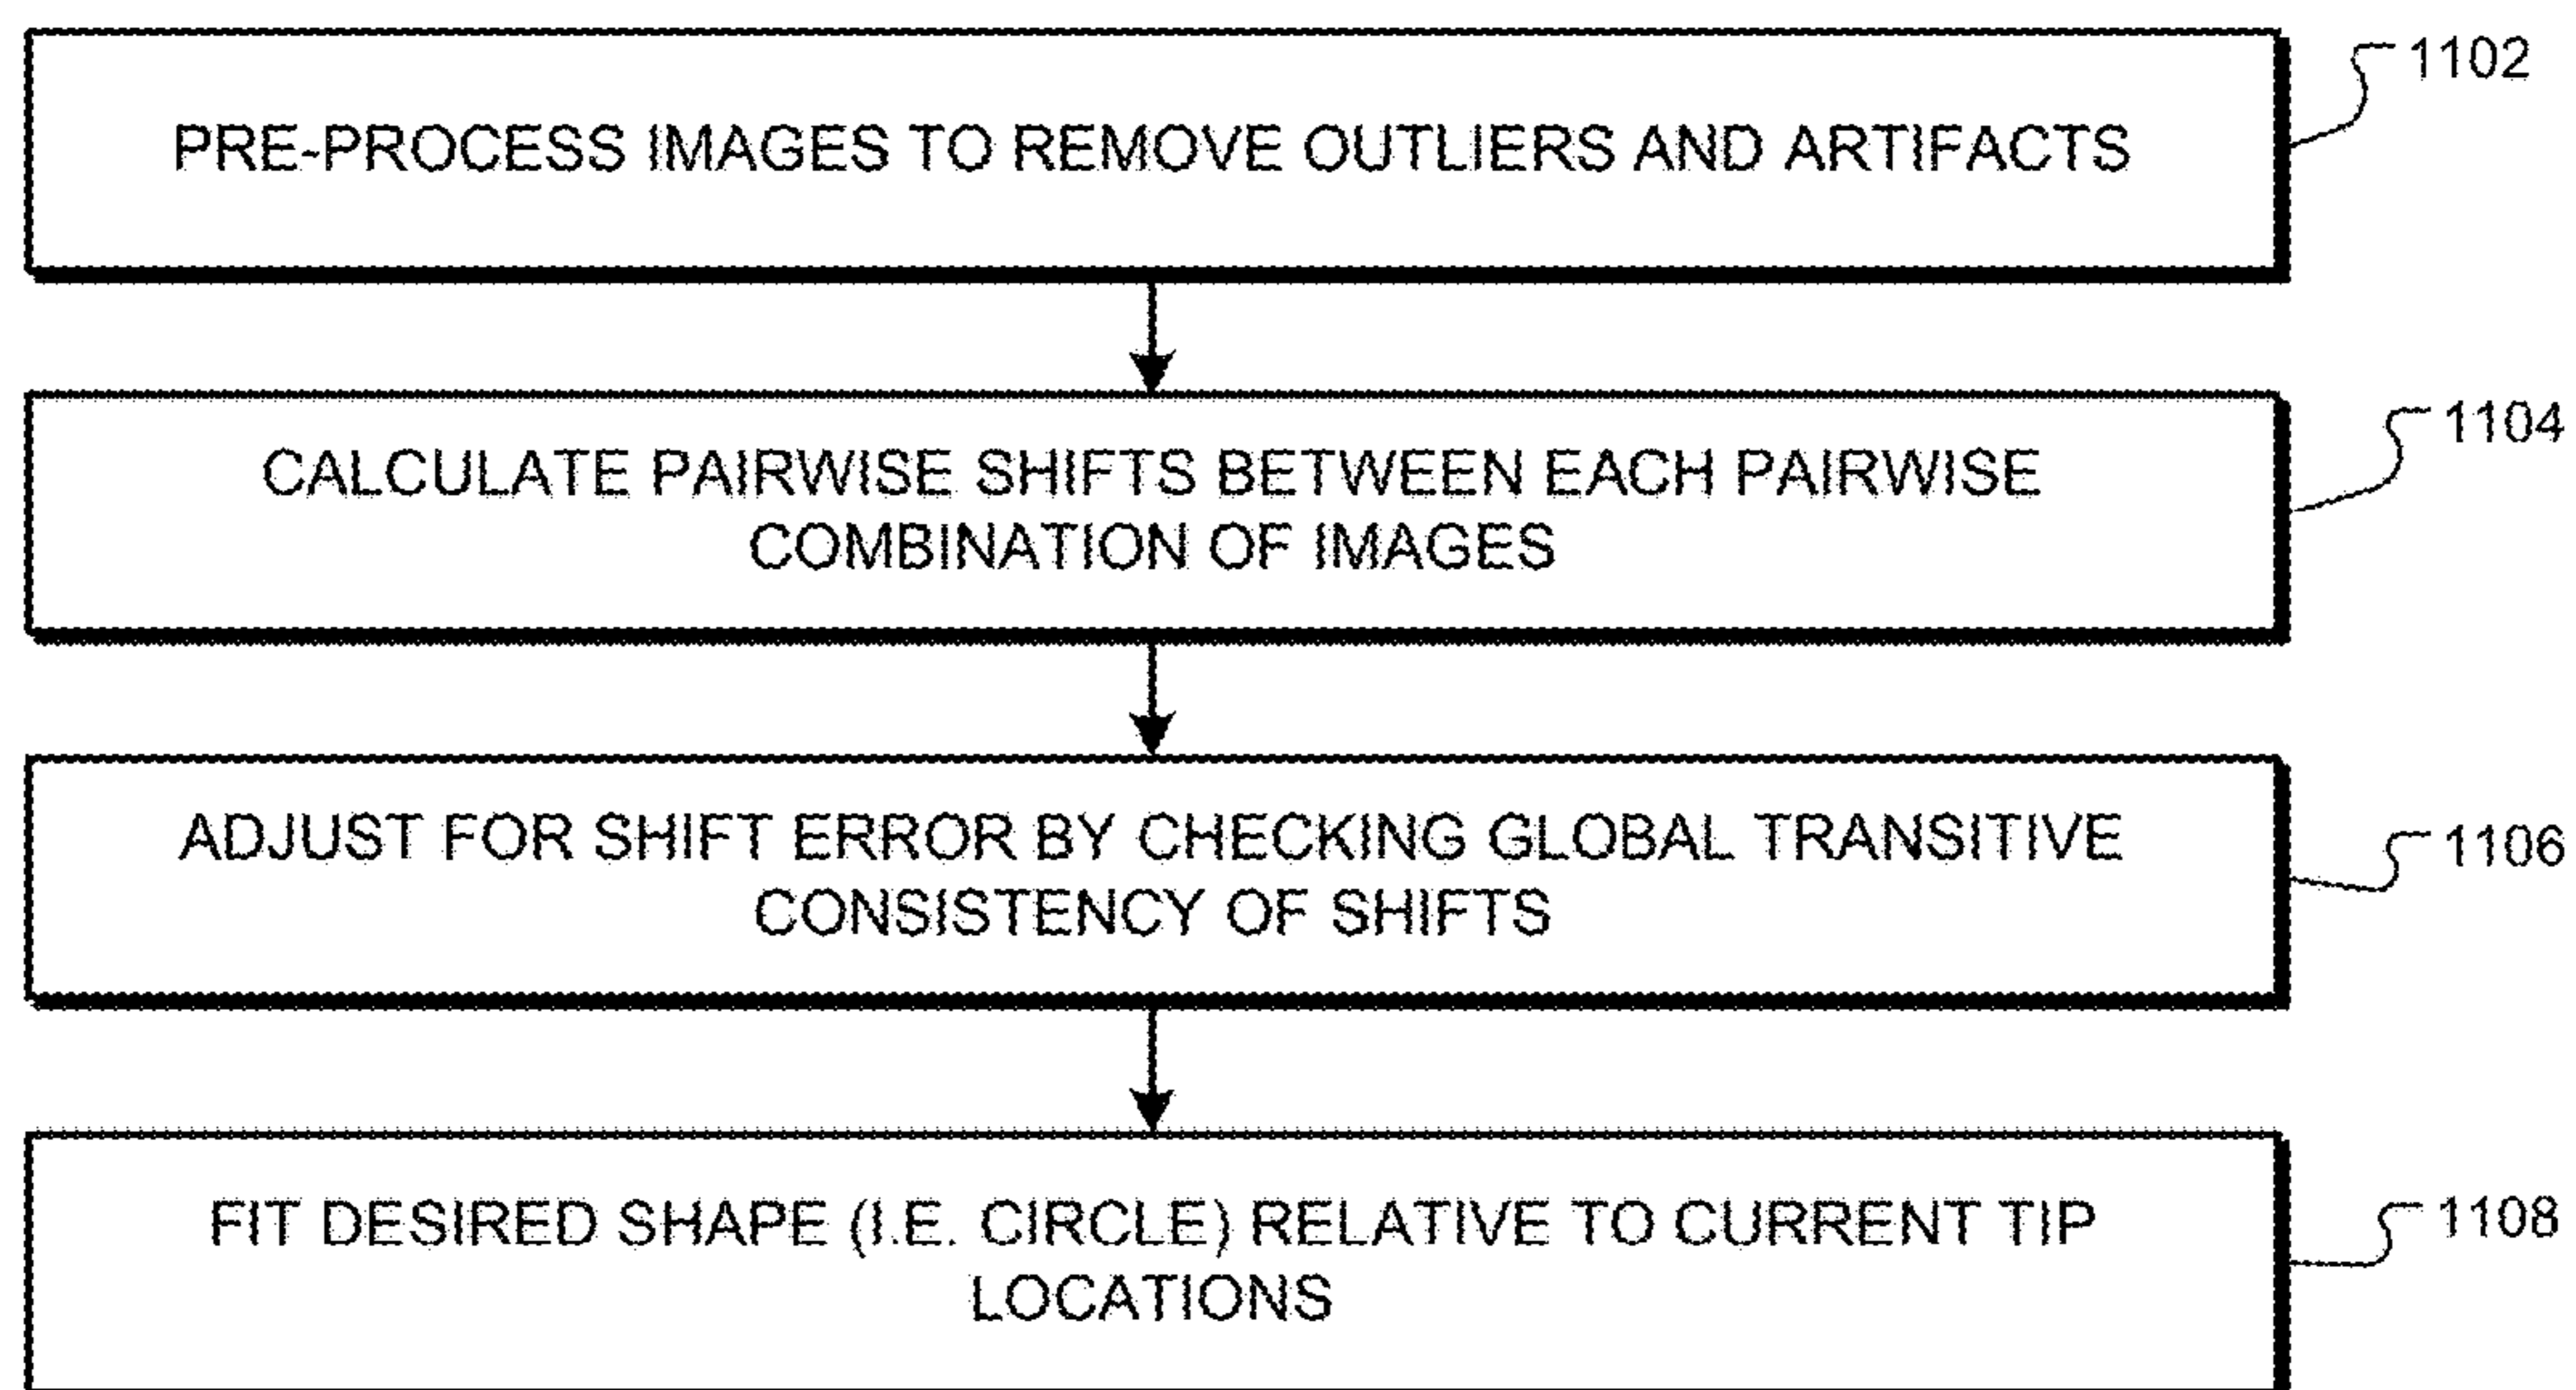 PRE-PROCESS IMAGES TO REMOVE OUTLIERS AND ARTIFACTS
1102
CALCULATE PAIRWISE SHIFTS BETWEEN EACH PAIRWISE
COMBINATION OF IMAGES
1104
ADJUST FOR SHIFT ERROR BY CHECKING GLOBAL TRANSITIVE
CONSISTENCY OF SHIFTS
1106
FIT DESIRED SHAPE (I.E. CIRCLE) RELATIVE TO CURRENT TIP
LOCATIONS
1108